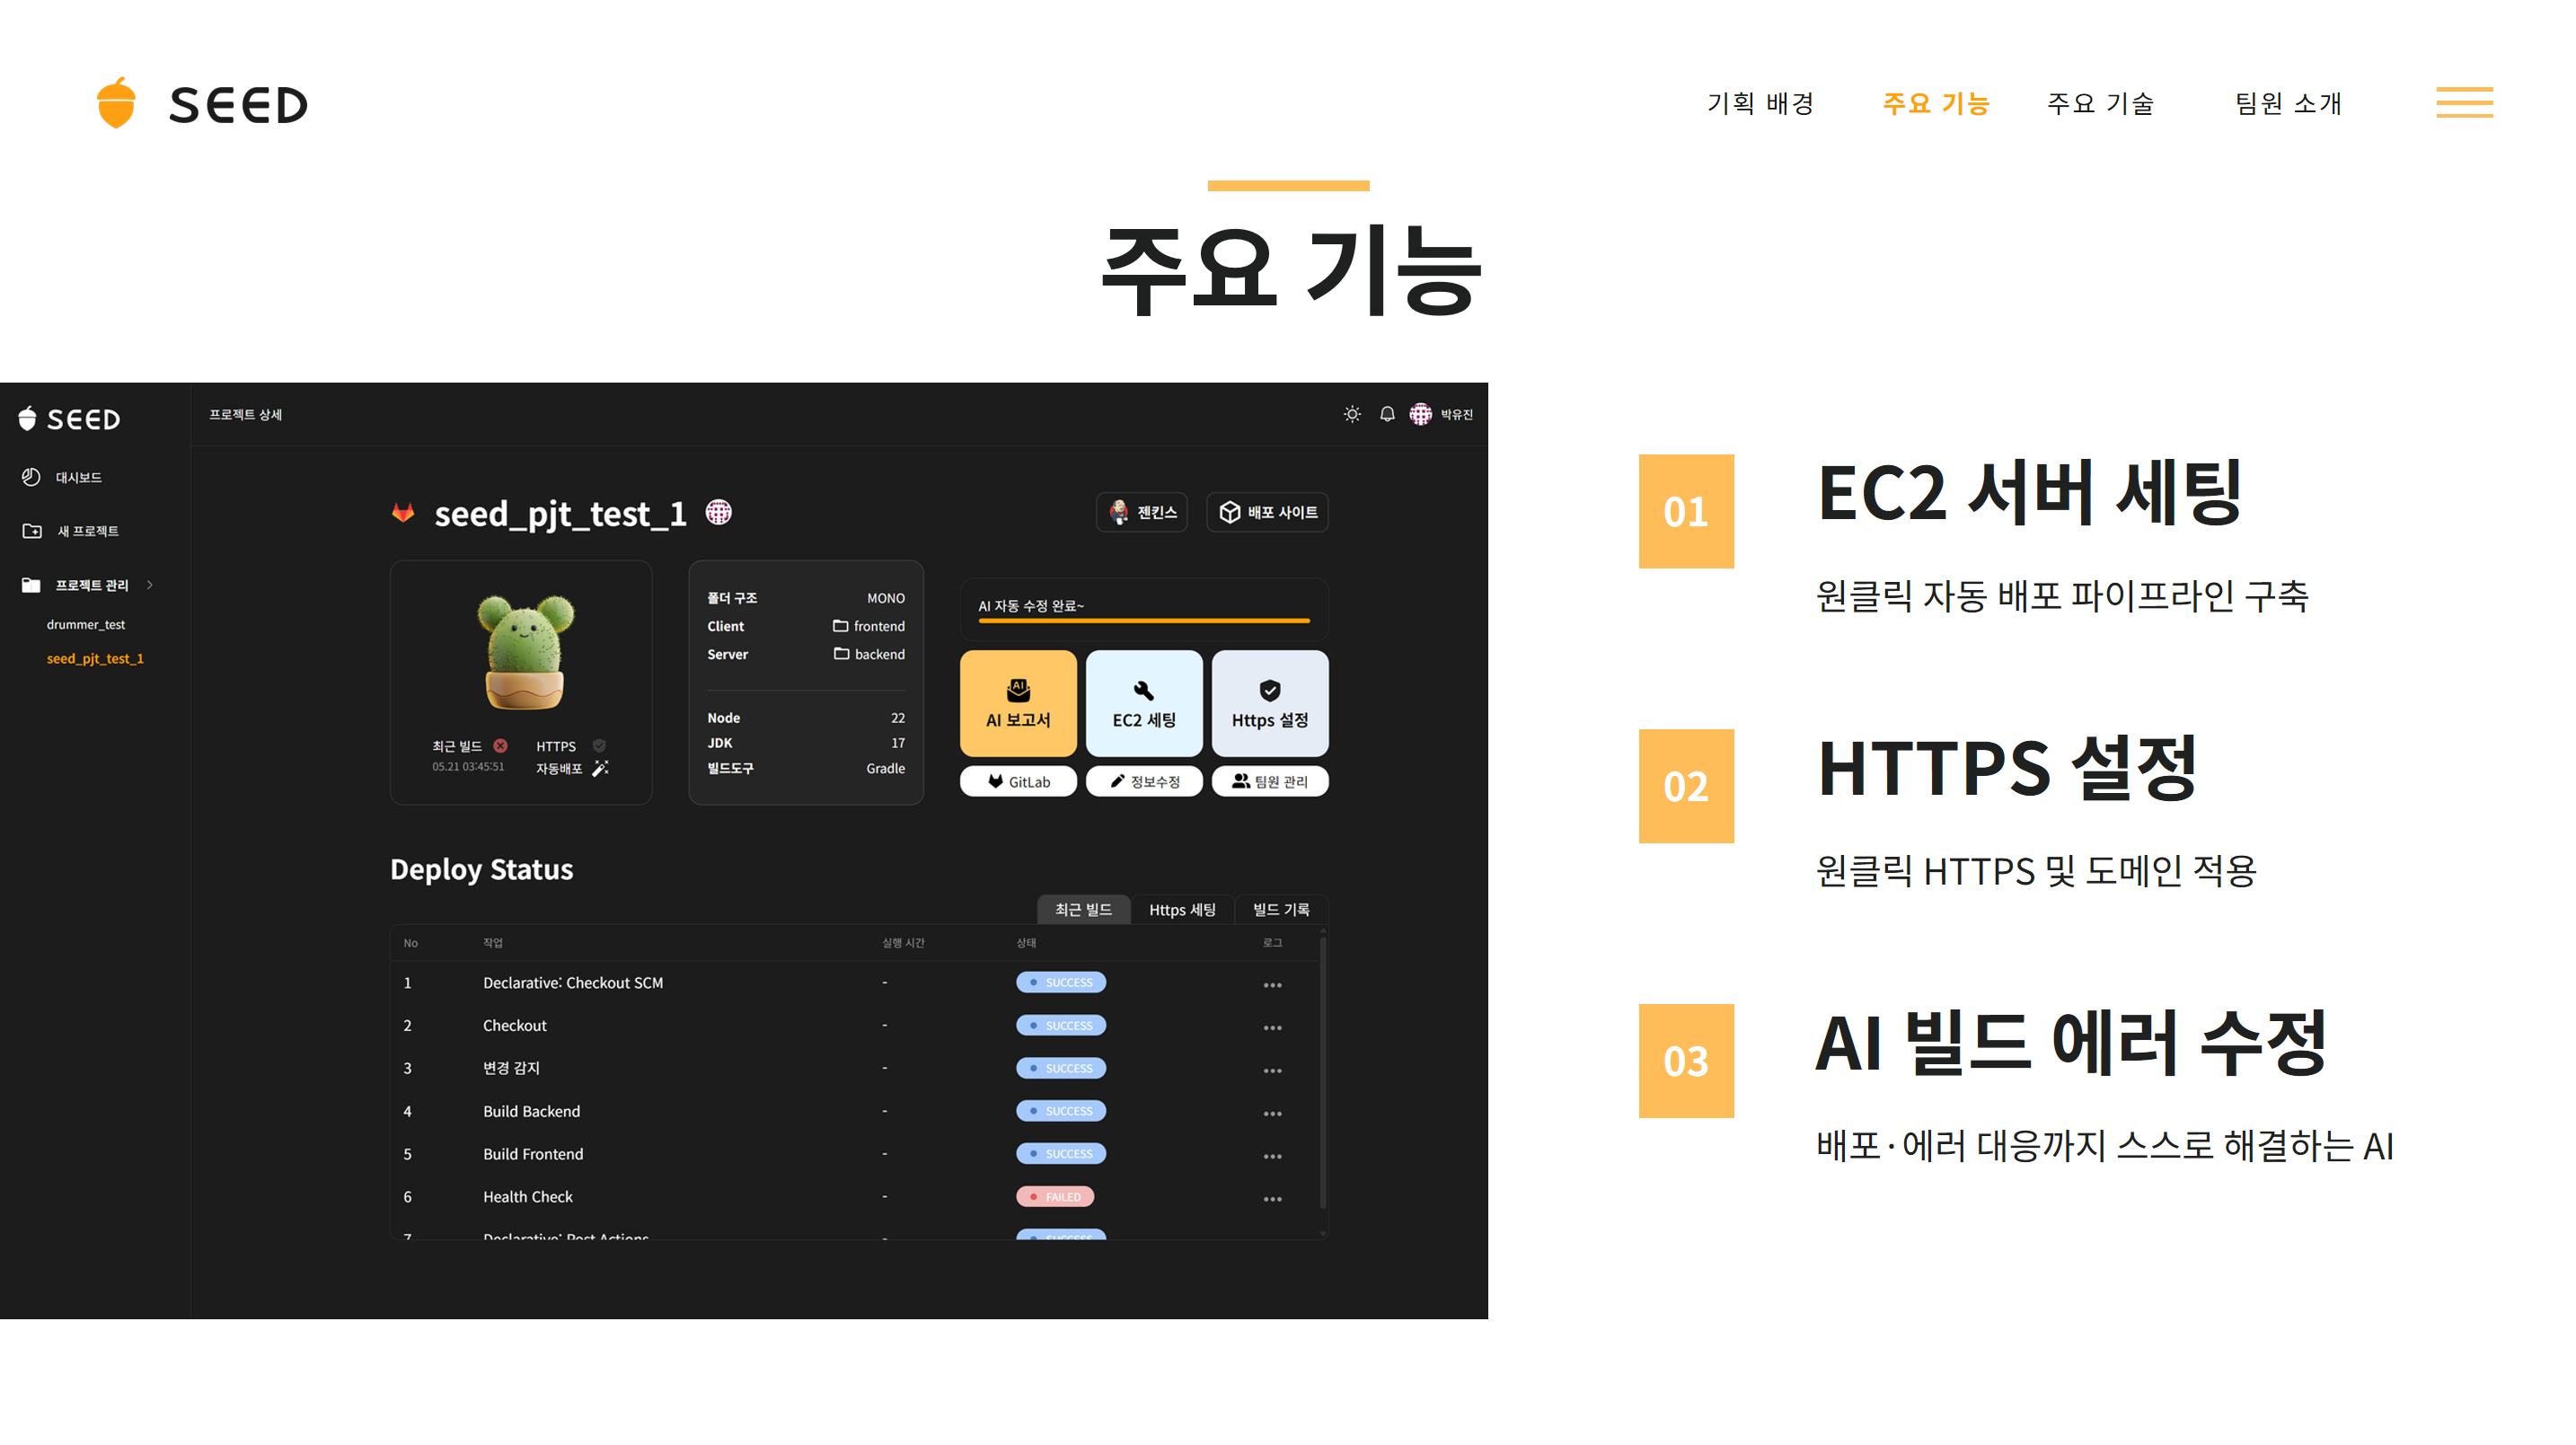 SEED
기획 배경
주요 기능
주요 기술
팀원 소개
주요 기능
SEED
프로젝트 상세
박유진
대시보드
새 프로젝트
프로젝트 관리
drummer_test
seed_pjt_test_1
seed_pjt_test_1
젠킨스
배포 사이트
최근 빌드
05.21 03:45:51
HTTPS
자동배포
폴더 구조 MONO
Client frontend
Server backend
Node 22
JDK 17
빌드도구 Gradle
AI 자동 수정 완료~
AI
AI 보고서
EC2 세팅
Https 설정
GitLab
정보수정
팀원 관리
Deploy Status
최근 빌드
Https 세팅
빌드 기록
No 작업 실행 시간 상태 로그
1 Declarative: Checkout SCM - SUCCESS •••
2 Checkout - SUCCESS •••
3 변경 감지 - SUCCESS •••
4 Build Backend - SUCCESS •••
5 Build Frontend - SUCCESS •••
6 Health Check - FAILED •••
7 Declarative: Post Actions - SUCCESS
01
EC2 서버 세팅
원클릭 자동 배포 파이프라인 구축
02
HTTPS 설정
원클릭 HTTPS 및 도메인 적용
03
AI 빌드 에러 수정
배포·에러 대응까지 스스로 해결하는 AI